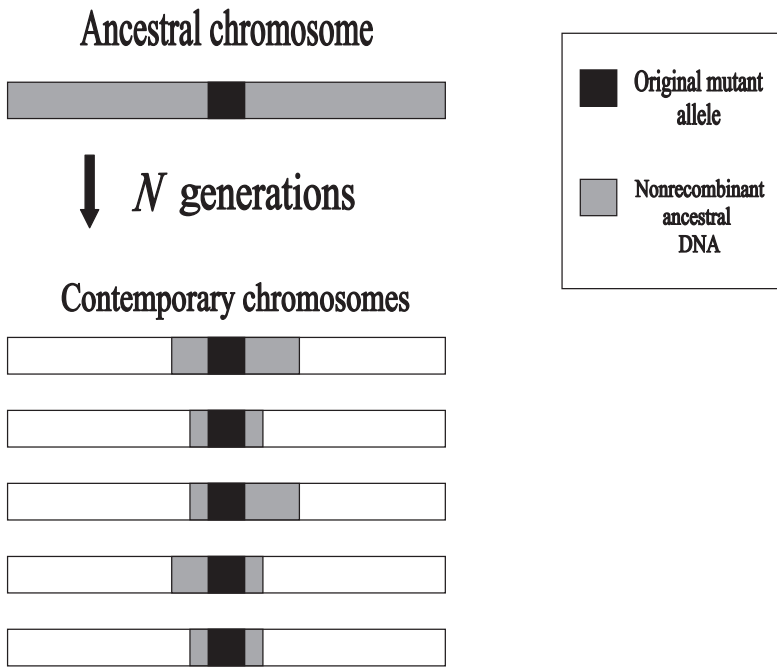 Ancestral chromosome
N generations
Contemporary chromosomes
Original mutant
allele
Nonrecombinant
ancestral
DNA